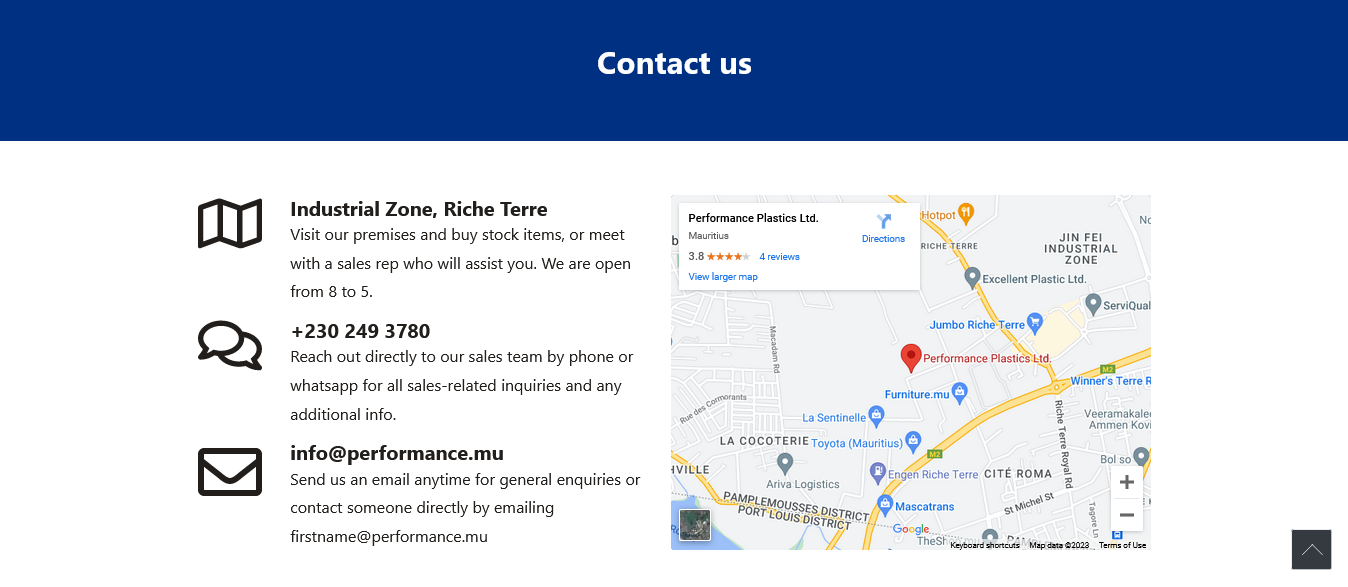 Contact us
Industrial Zone, Riche Terre
Visit our premises and buy stock items, or meet
with a sales rep who will assist you. We are open
from 8 to 5.
+230 249 3780
Reach out directly to our sales team by phone or
whatsapp for all sales-related inquiries and any
additional info.
info@performance.mu
Send us an email anytime for general enquiries or
contact someone directly by emailing
firstname@performance.mu
Performance Plastics Ltd.
Mauritius
3.8
4 reviews
View larger map
Directions
Hotpot
RICHE TERRE
JIN FEI
INDUSTRIAL
ZONE
Excellent Plastic Ltd.
ServiQual
Jumbo Riche Terre
Macadam Rd
Performance Plastics Ltd.
M2
Winner's Terre R
Furniture.mu
Rue des Cormorants
La Sentinelle
Riche Terre Royal Rd
Veeramakalee
Ammen Kovi
LA COCOTERIE
Toyota (Mauritius)
M2
Bol so
HVILLE
Ariva Logistics
Engen Riche Terre
CITÉ ROMA
PAMPLEMOUSSES DISTRICT
PORT LOUIS DISTRICT
Mascatrans
St Michel St
Tagore Ln
Google
TheSh
Keyboard shortcuts
Map data ©2023
Terms of Use